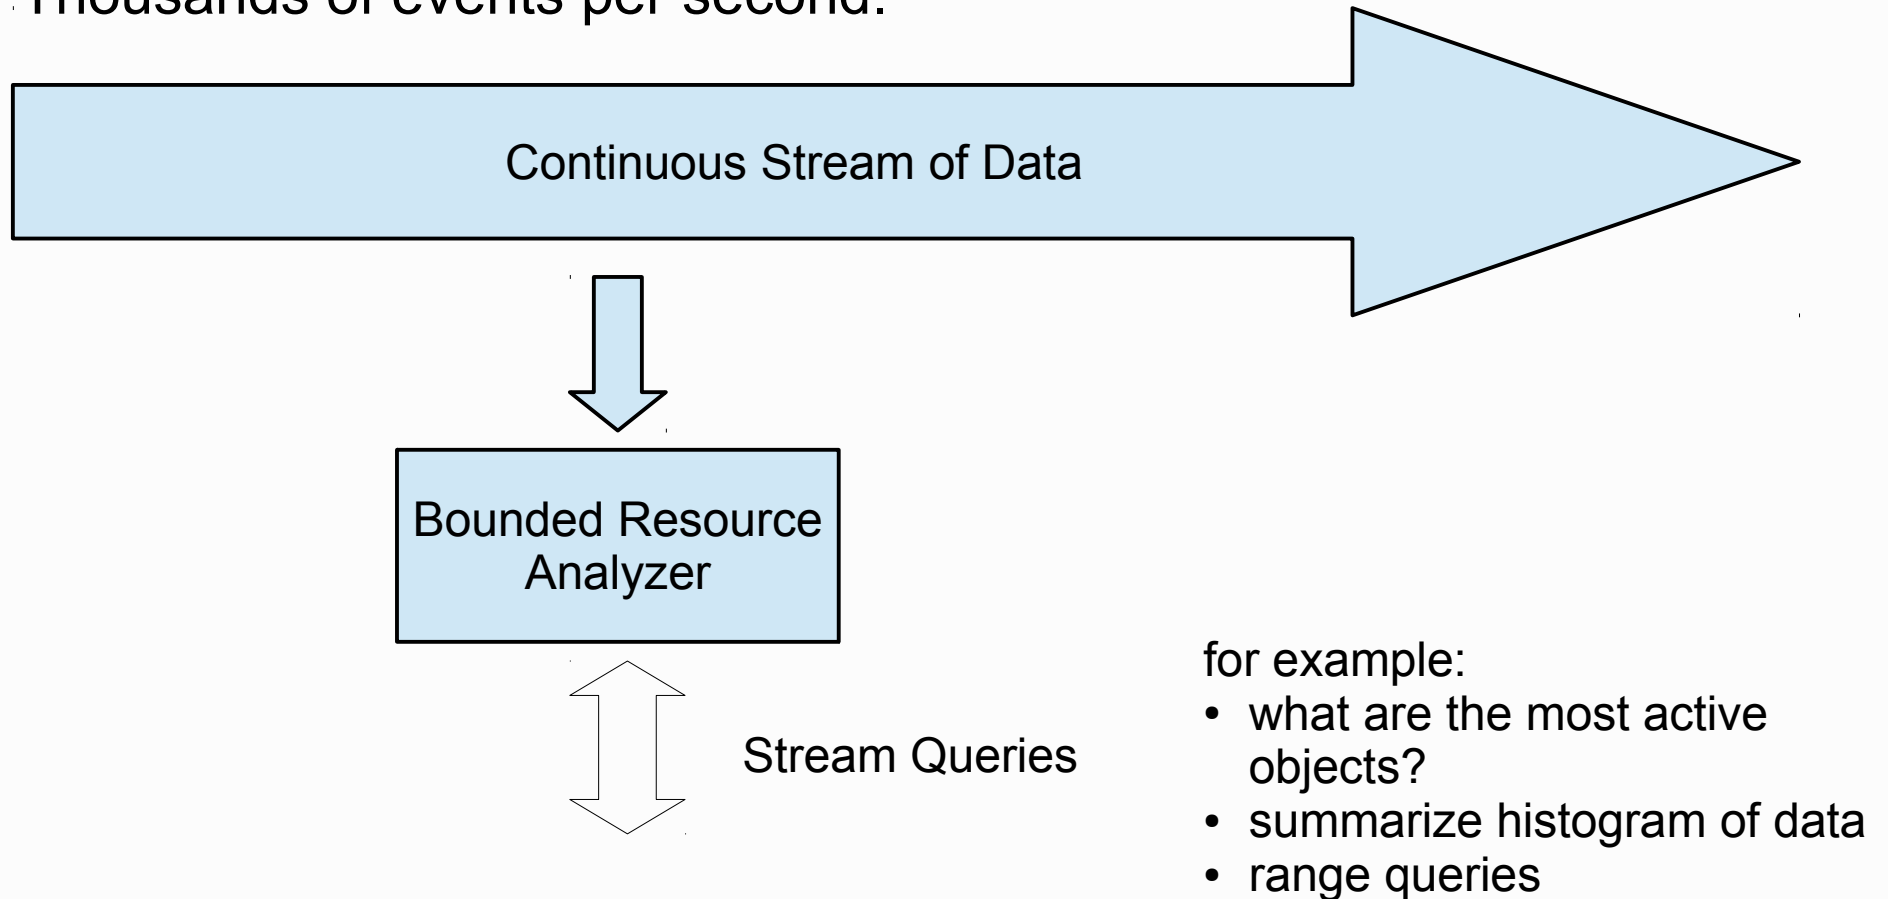 Thousands of events per second.
Continuous Stream of Data
Bounded Resource
Analyzer
Stream Queries
for example:
• what are the most active
objects?
• summarize histogram of data
• range queries